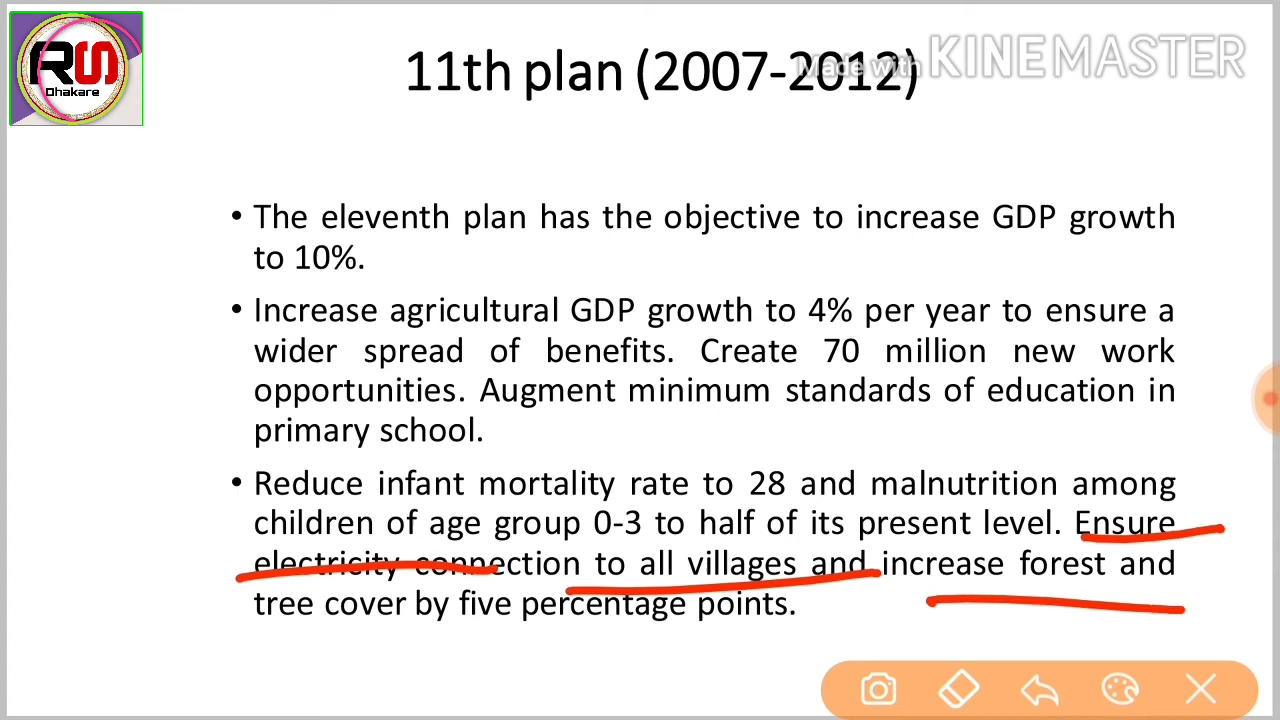 RS
Dhakare
11th plan (2007-2012)
Made with KINEMASTER
• The eleventh plan has the objective to increase GDP growth
to 10%.
• Increase agricultural GDP growth to 4% per year to ensure a
wider spread of benefits. Create 70 million new work
opportunities. Augment minimum standards of education in
primary school.
• Reduce infant mortality rate to 28 and malnutrition among
children of age group 0-3 to half of its present level. Ensure
electricity connection to all villages and increase forest and
tree cover by five percentage points.